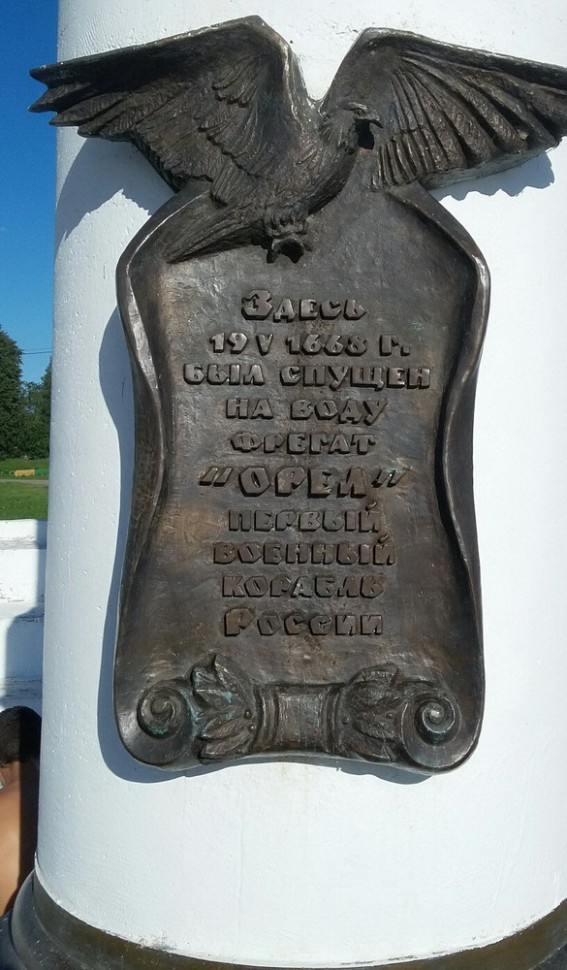 Здесь
19 V 1668 г.
был спущен
на воду
фрегат
"Орел"
первый
военный
корабль
России